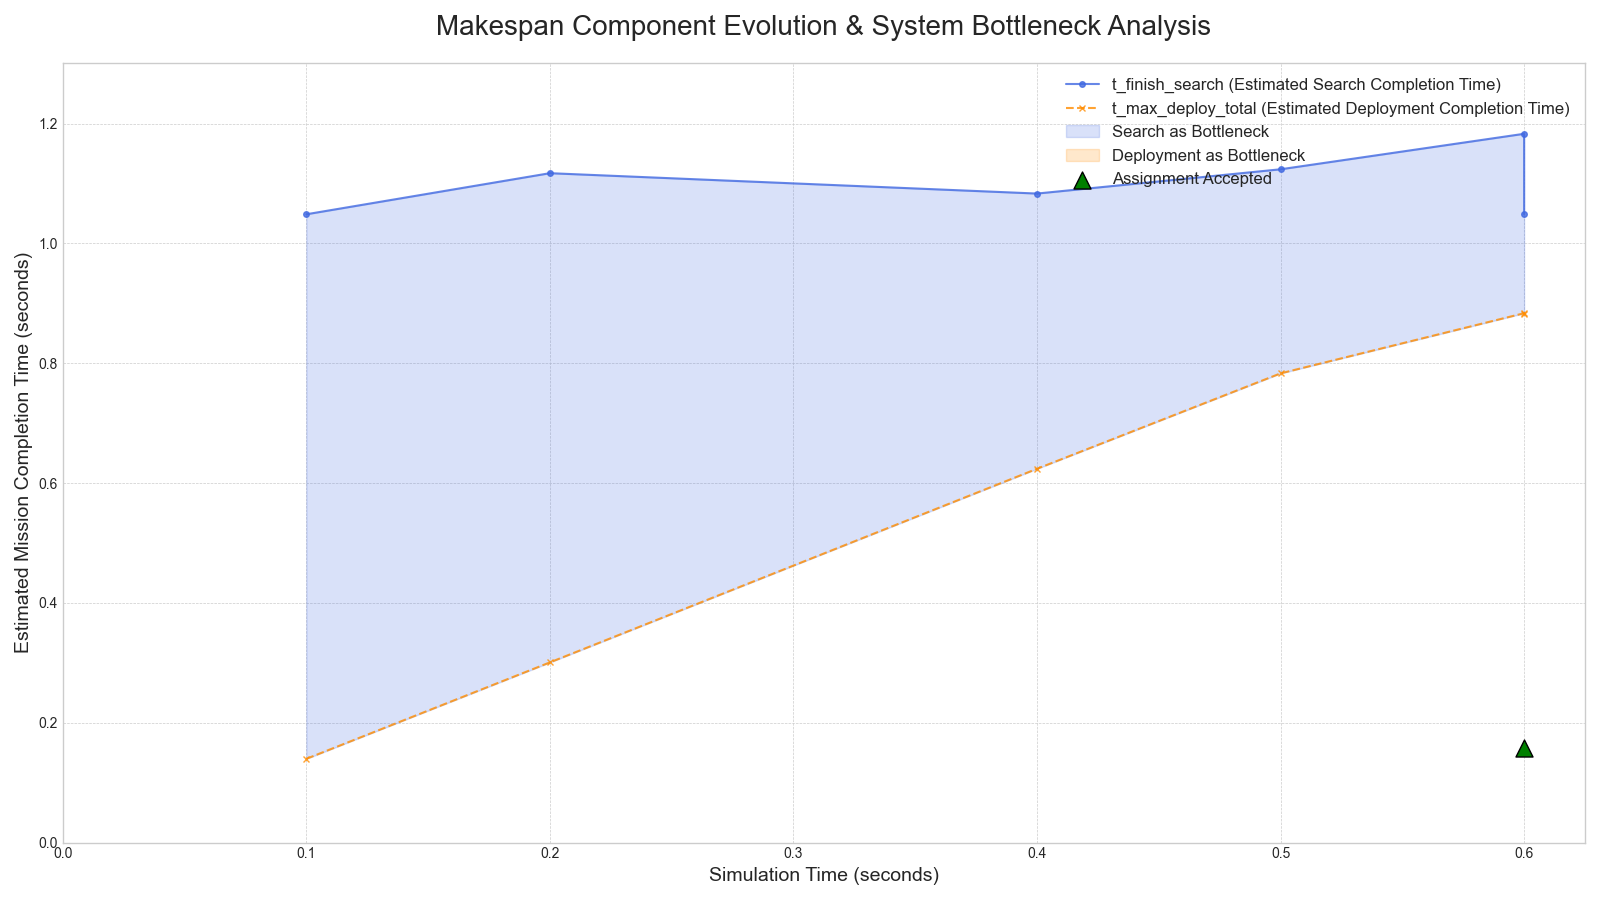 Makespan Component Evolution & System Bottleneck Analysis
t_finish_search (Estimated Search Completion Time)
t_max_deploy_total (Estimated Deployment Completion Time)
Search as Bottleneck
Deployment as Bottleneck
Assignment Accepted
Estimated Mission Completion Time (seconds)
1.2
1.0
0.8
0.6
0.4
0.2
0.0
0.0 0.1 0.2 0.3 0.4 0.5 0.6
Simulation Time (seconds)